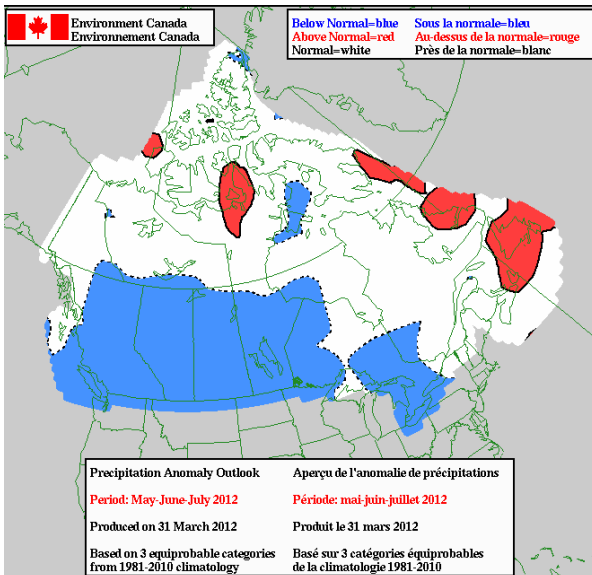 Environment Canada
Environnement Canada
Below Normal=blue
Above Normal=red
Normal=white
Sous la normale=bleu
Au-dessus de la normale=rouge
Près de la normale=blanc
Precipitation Anomaly Outlook
Period: May-June-July 2012
Produced on 31 March 2012
Based on 3 equiprobable categories
from 1981-2010 climatology
Aperçu de l'anomalie de précipitations
Période: mai-juin-juillet 2012
Produit le 31 mars 2012
Basé sur 3 catégories équiprobables
de la climatologie 1981-2010